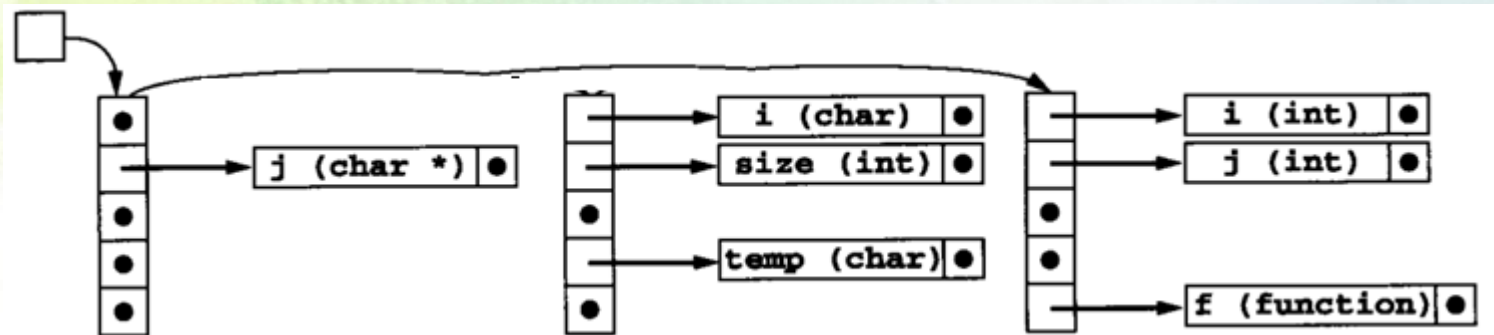 i (char)
i (int)
j (char *)
size (int)
j (int)
temp (char)
f (function)